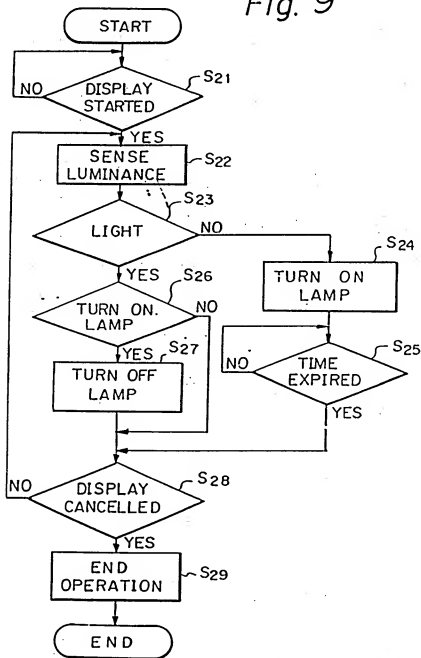 Fig. 9
START
NO
DISPLAY
STARTED
S21
YES
SENSE
LUMINANCE
S22
S23
LIGHT
NO
S24
YES
TURN ON
LAMP
S26
TURN ON.
LAMP
NO
S25
NO
TIME
EXPIRED
YES
S27
TURN OFF
LAMP
YES
NO
DISPLAY
CANCELLED
S28
YES
END
OPERATION
S29
END